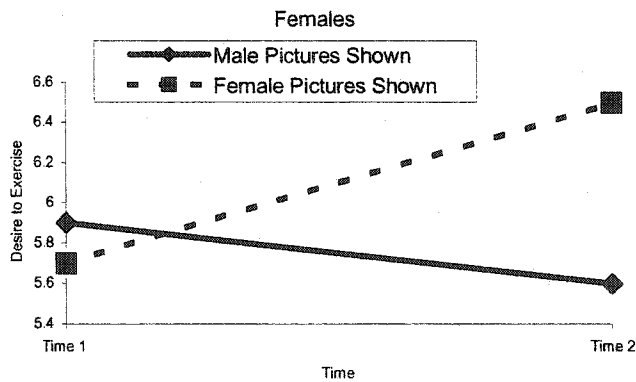 Females
Male Pictures Shown
Female Pictures Shown
6.6
6.4
6.2
6
5.8
5.6
5.4
Desire to Exercise
Time 1
Time 2
Time